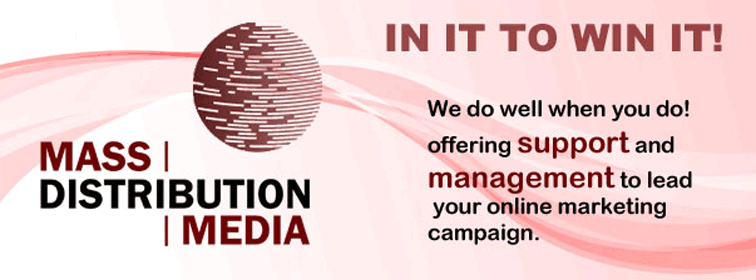 IN IT TO WIN IT!
MASS |
DISTRIBUTION
| MEDIA
We do well when you do!
offering support and
management to lead
your online marketing
campaign.